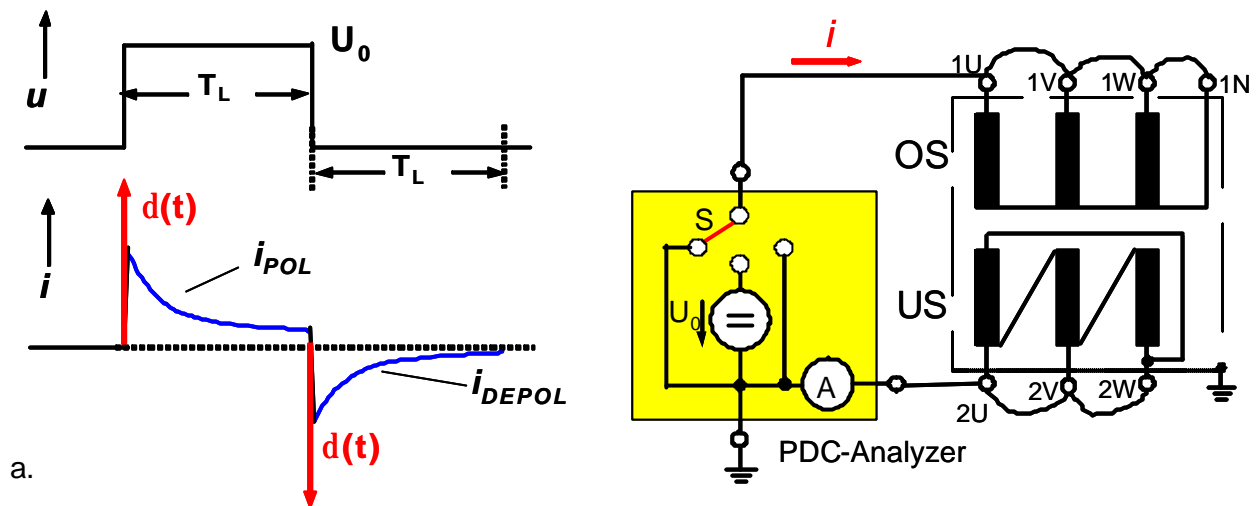 U0
u
TL
TL
d(t)
i
iPOL
iDEPOL
d(t)
a.
i
1U
1V
1W
1N
OS
S
U0
=
US
A
2U
2V
2W
PDC-Analyzer